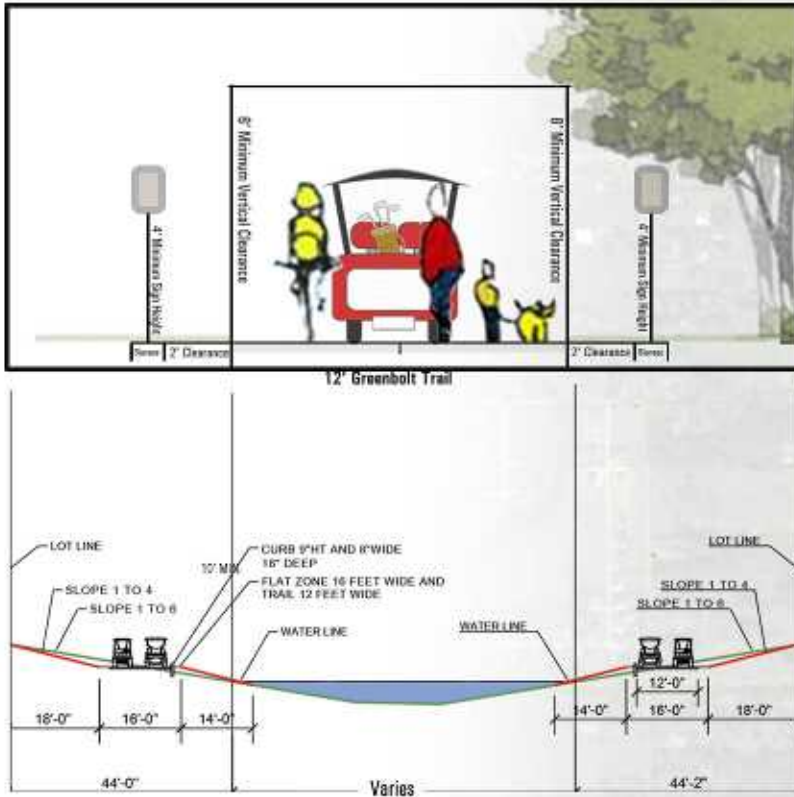 8' Minimum Vertical Clearance
8' Minimum Vertical Clearance
4' Minimum Sign Height
4' Minimum Sign Height
2' Clearance
2' Clearance
12' Greenbolt Trail
LOT LINE
SLOPE 1 TO 4
SLOPE 1 TO 6
10' MIN
CURB 9"HT AND 8"WIDE
18" DEEP
FLAT ZONE 16 FEET WIDE AND
TRAIL 12 FEET WIDE
WATER LINE
WATER LINE
LOT LINE
SLOPE 1 TO 4
SLOPE 1 TO 6
12'-0"
18'-0"
16'-0"
14'-0"
14'-0"
16'-0"
18'-0"
44'-0"
Varies
44'-2"